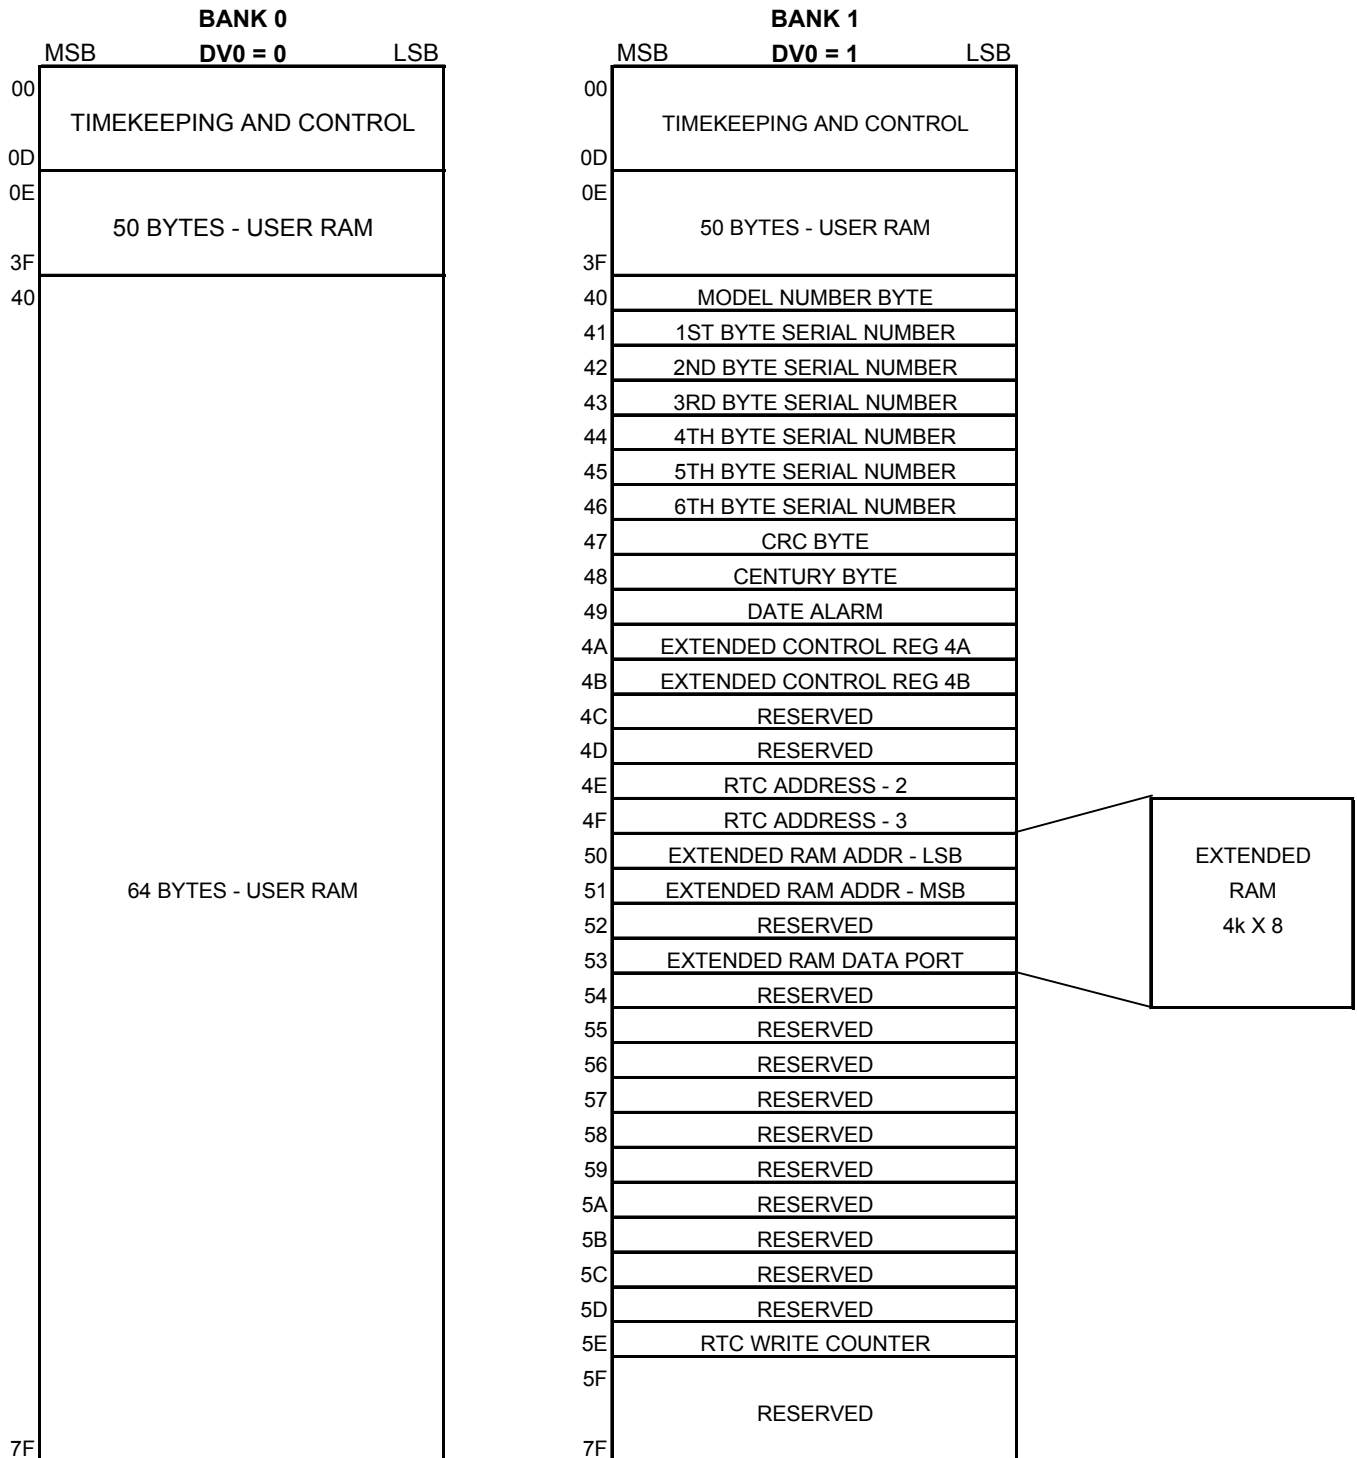 BANK 0
MSB DV0 = 0 LSB
00
TIMEKEEPING AND CONTROL
0D
0E
50 BYTES - USER RAM
3F
40
64 BYTES - USER RAM
7F
BANK 1
MSB DV0 = 1 LSB
00
TIMEKEEPING AND CONTROL
0D
0E
50 BYTES - USER RAM
3F
40 MODEL NUMBER BYTE
41 1ST BYTE SERIAL NUMBER
42 2ND BYTE SERIAL NUMBER
43 3RD BYTE SERIAL NUMBER
44 4TH BYTE SERIAL NUMBER
45 5TH BYTE SERIAL NUMBER
46 6TH BYTE SERIAL NUMBER
47 CRC BYTE
48 CENTURY BYTE
49 DATE ALARM
4A EXTENDED CONTROL REG 4A
4B EXTENDED CONTROL REG 4B
4C RESERVED
4D RESERVED
4E RTC ADDRESS - 2
4F RTC ADDRESS - 3
50 EXTENDED RAM ADDR - LSB
51 EXTENDED RAM ADDR - MSB
52 RESERVED
53 EXTENDED RAM DATA PORT
54 RESERVED
55 RESERVED
56 RESERVED
57 RESERVED
58 RESERVED
59 RESERVED
5A RESERVED
5B RESERVED
5C RESERVED
5D RESERVED
5E RTC WRITE COUNTER
5F
RESERVED
7F
EXTENDED
RAM
4k X 8